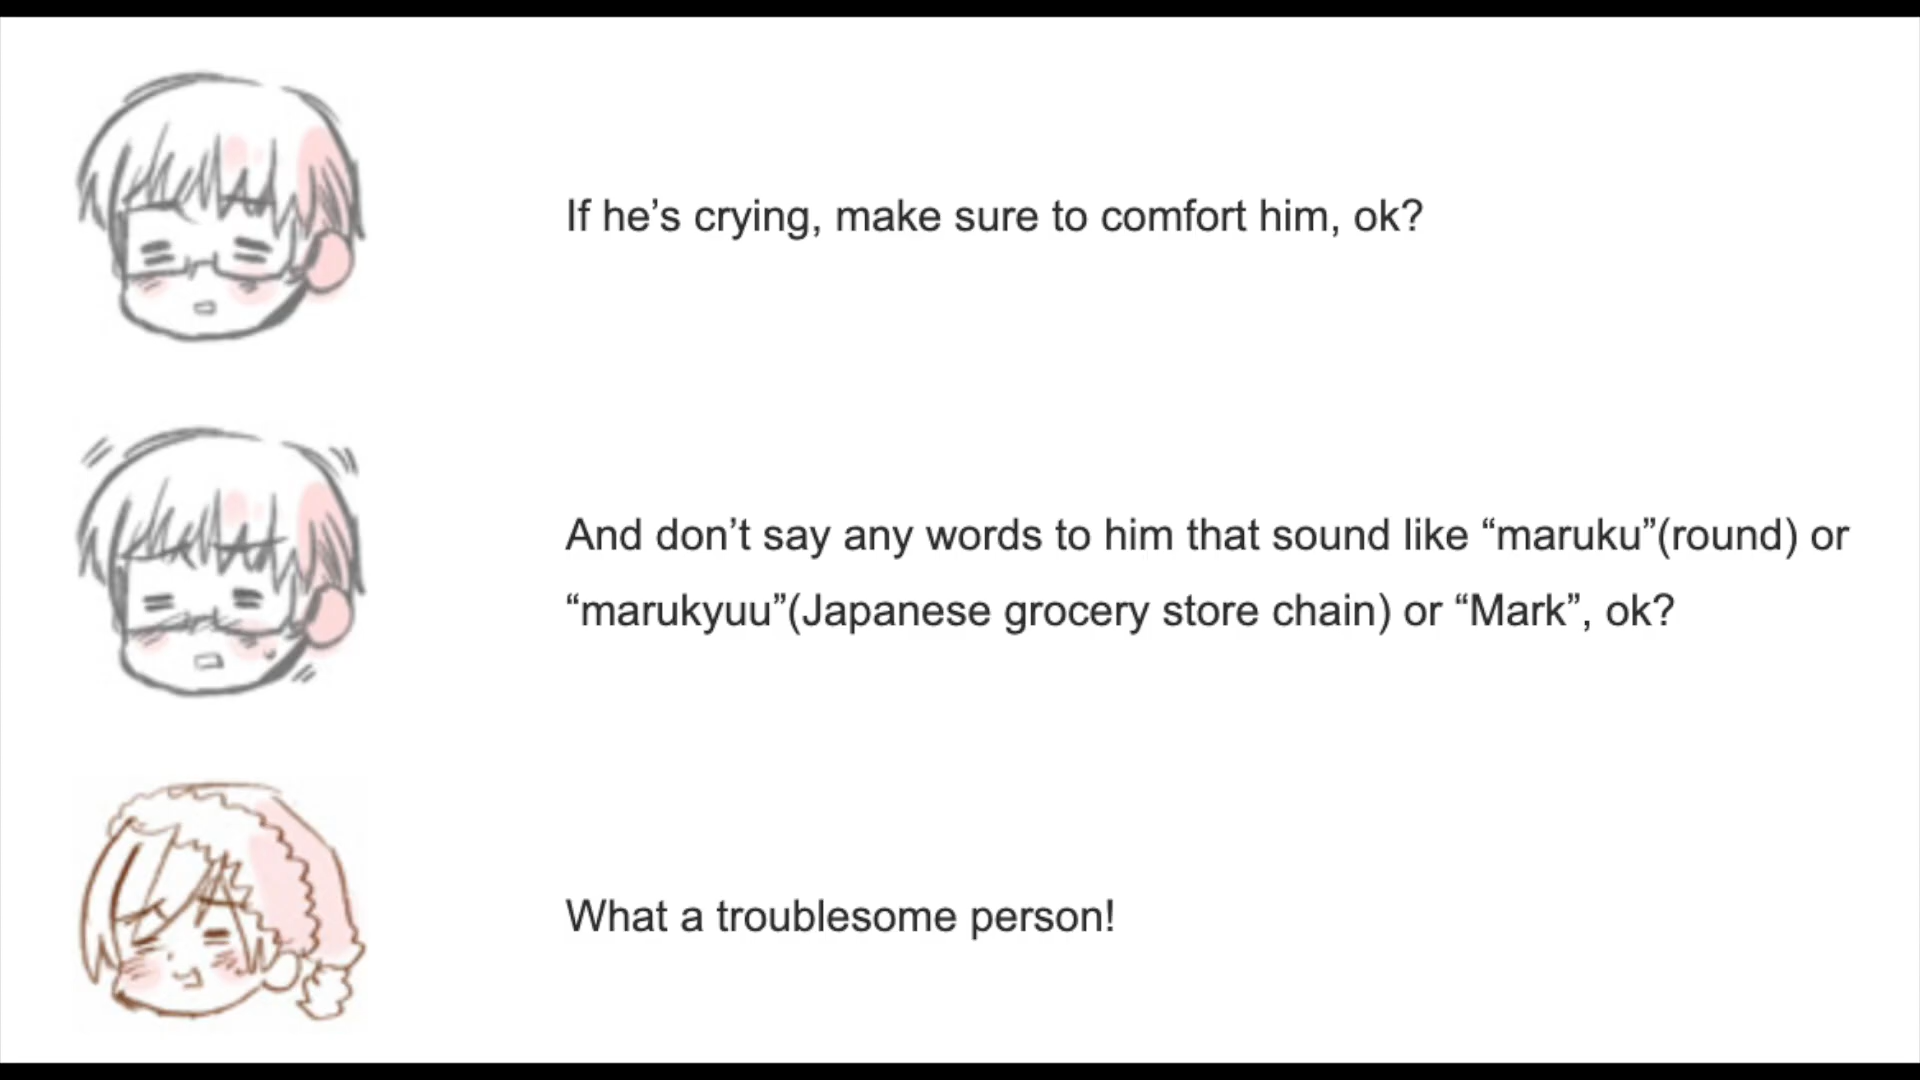 If he’s crying, make sure to comfort him, ok?
And don’t say any words to him that sound like “maruku”(round) or
“marukyuu”(Japanese grocery store chain) or “Mark”, ok?
What a troublesome person!